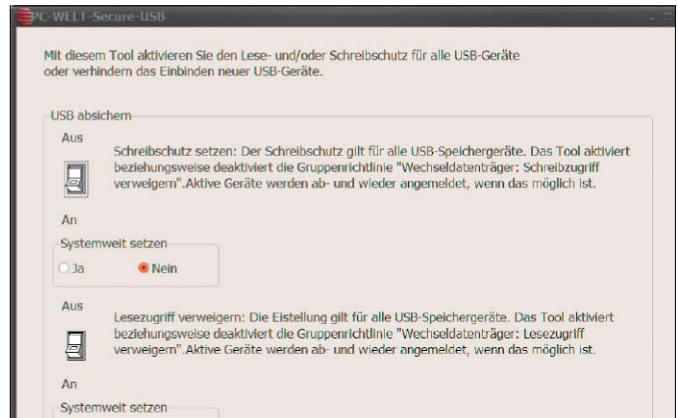 PC-WELT-Secure-USB
Mit diesem Tool aktivieren Sie den Lese- und/oder Schreibschutz für alle USB-Geräte
oder verhindern das Einbinden neuer USB-Geräte.
USB absichern
Aus
Schreibschutz setzen: Der Schreibschutz gilt für alle USB-Speichergeräte. Das Tool aktiviert
beziehungsweise deaktiviert die Gruppenrichtlinie "Wechseldatenträger: Schreibzugriff
verweigern".Aktive Geräte werden ab- und wieder angemeldet, wenn das möglich ist.
An
Systemweit setzen
Ja Nein
Aus
Lesezugriff verweigern: Die Eistellung gilt für alle USB-Speichergeräte. Das Tool aktiviert
beziehungsweise deaktiviert die Gruppenrichtlinie "Wechseldatenträger: Lesezugriff
verweigern".Aktive Geräte werden ab- und wieder angemeldet, wenn das möglich ist.
An
Systemweit setzen